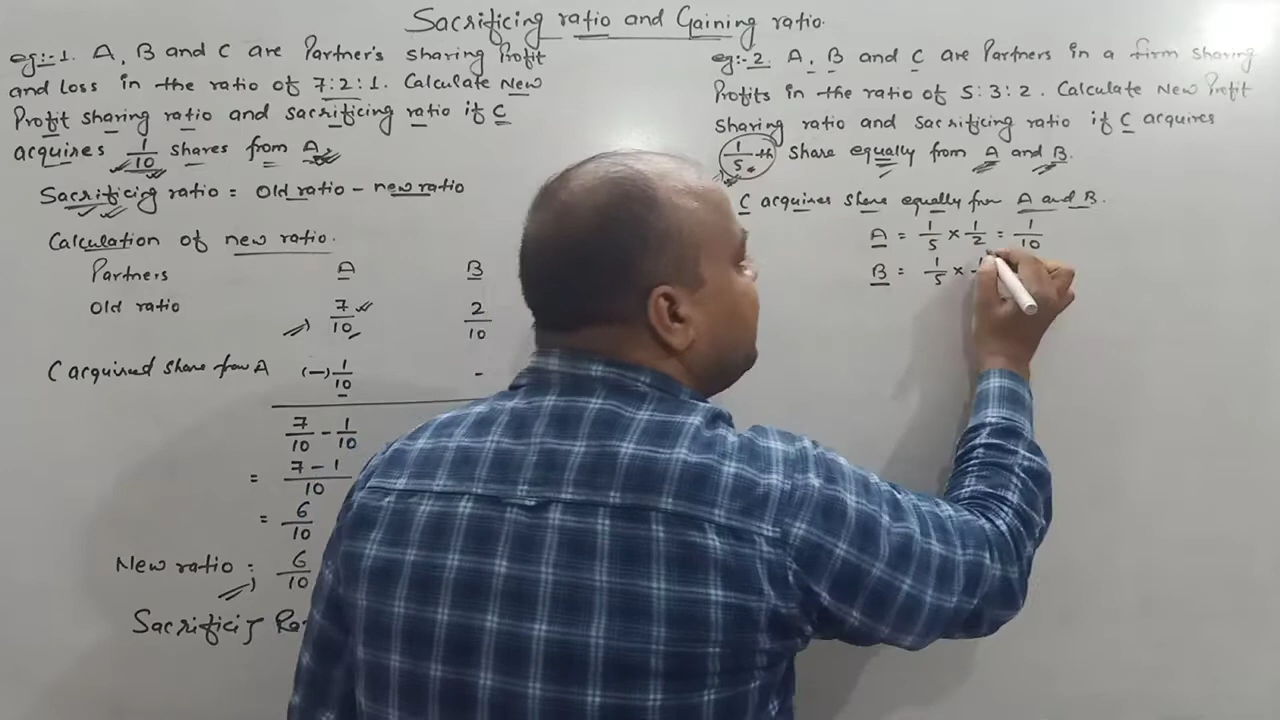 Sacrificing ratio and Gaining ratio.
eg:-1. A, B and C are Partner's sharing Profit
and Loss in the ratio of 7:2:1. Calculate New
Profit sharing ratio and sacrificing ratio if C
acquires 1/10 shares from A.
Sacrificing ratio = Old ratio - new ratio
Calculation of new ratio.
Partners A B
Old ratio 7/10 2/10
C acquired share from A (-) 1/10 -
7/10 - 1/10
= 7-1/10
= 6/10
New ratio = 6/10
Sacrificing Ra
eg:-2. A, B and C are Partners in a firm sharing
Profits in the ratio of 5:3:2. Calculate New Profit
sharing ratio and Sacrificing ratio if C acquires
1/5-th share equally from A and B.
C acquires share equally from A and B.
A = 1/5 × 1/2 = 1/10
B = 1/5 ×